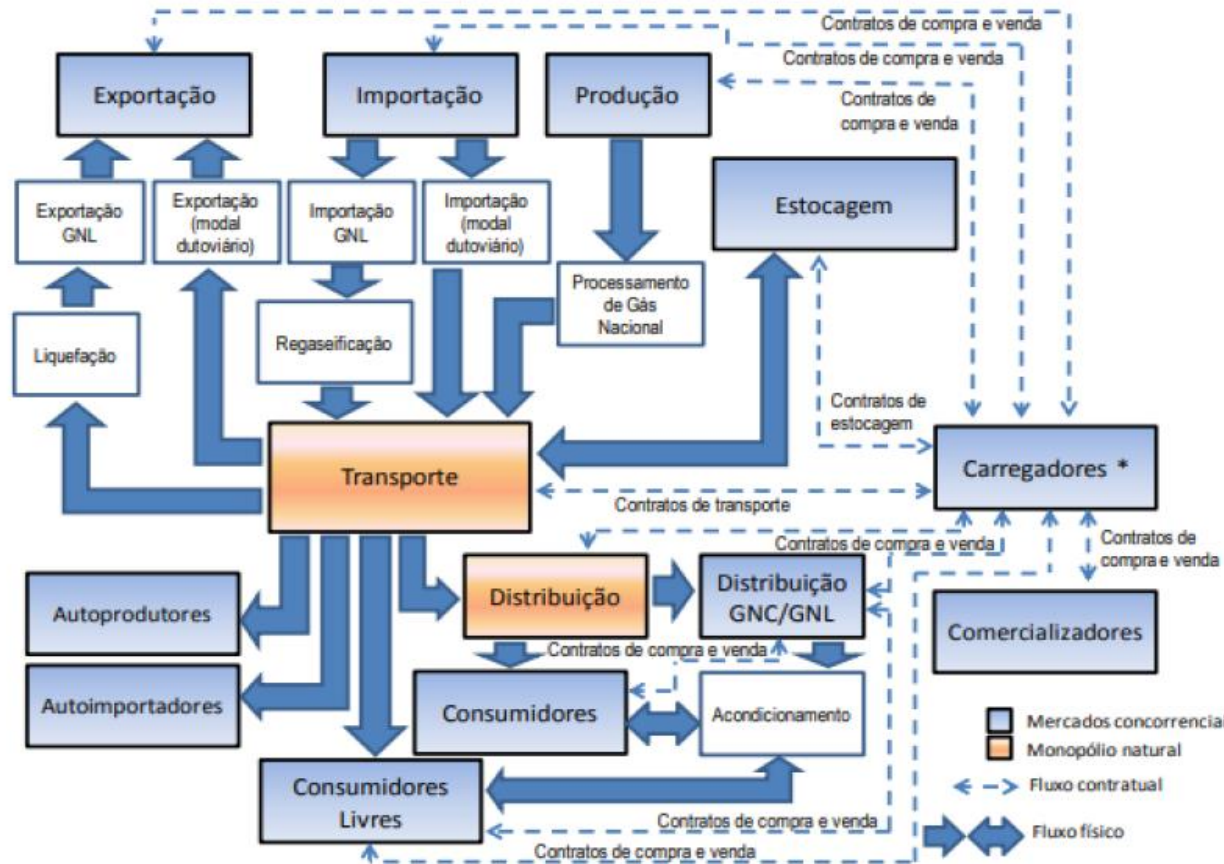 Contratos de compra e venda
Contratos de compra e venda
Exportação
Importação
Produção
Contratos de
compra e venda
Exportação
GNL
Exportação
(modal
dutoviário)
Importação
GNL
Importação
(modal
dutoviário)
Estocagem
Processamento
de Gás
Nacional
Liquefação
Regaseificação
Contratos de
estocagem
Transporte
Carregadores *
Contratos de transporte
Contratos de compra e venda
Contratos de
compra e venda
Autoprodutores
Distribuição
Distribuição
GNC/GNL
Comercializadores
Contratos de compra e venda
Autoimportadores
Consumidores
Acondicionamento
Mercados concorrencial
Monopólio natural
Fluxo contratual
Consumidores
Livres
Contratos de compra e venda
Fluxo físico
Contratos de compra e venda